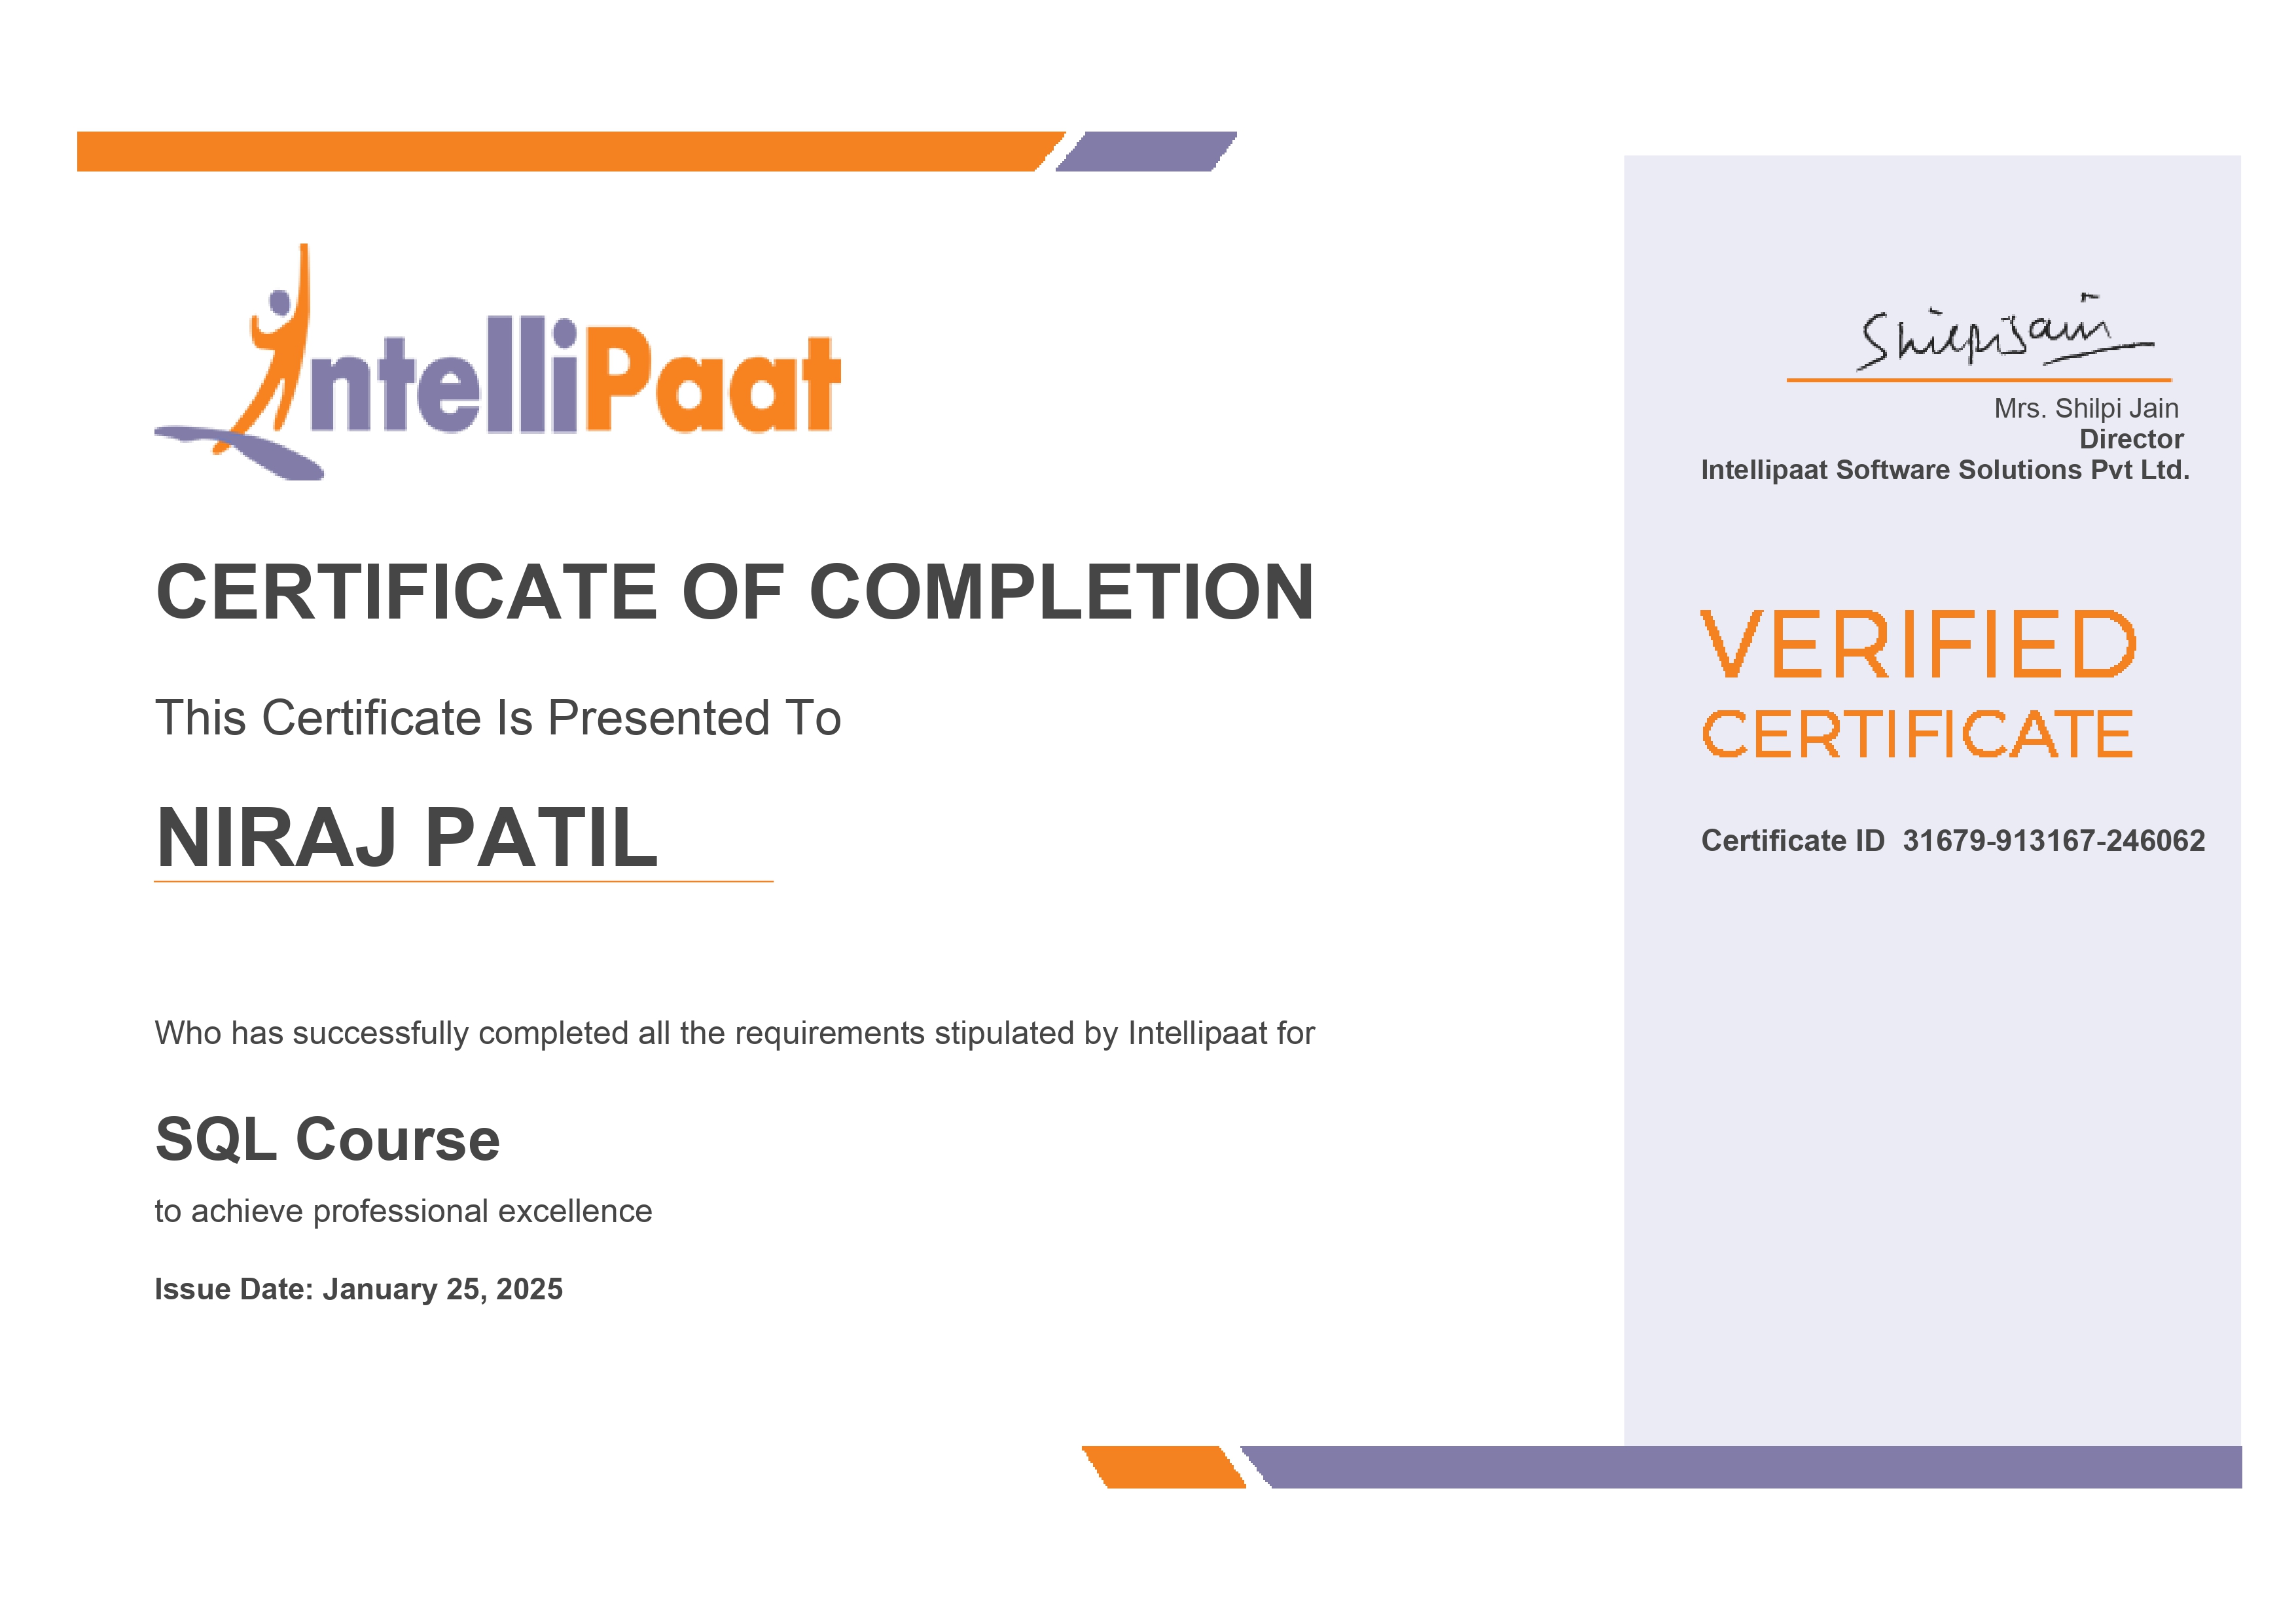 IntelliPaat
CERTIFICATE OF COMPLETION
This Certificate Is Presented To
NIRAJ PATIL
Who has successfully completed all the requirements stipulated by Intellipaat for
SQL Course
to achieve professional excellence
Issue Date: January 25, 2025
Shilpi Jain
Mrs. Shilpi Jain
Director
Intellipaat Software Solutions Pvt Ltd.
VERIFIED
CERTIFICATE
Certificate ID 31679-913167-246062